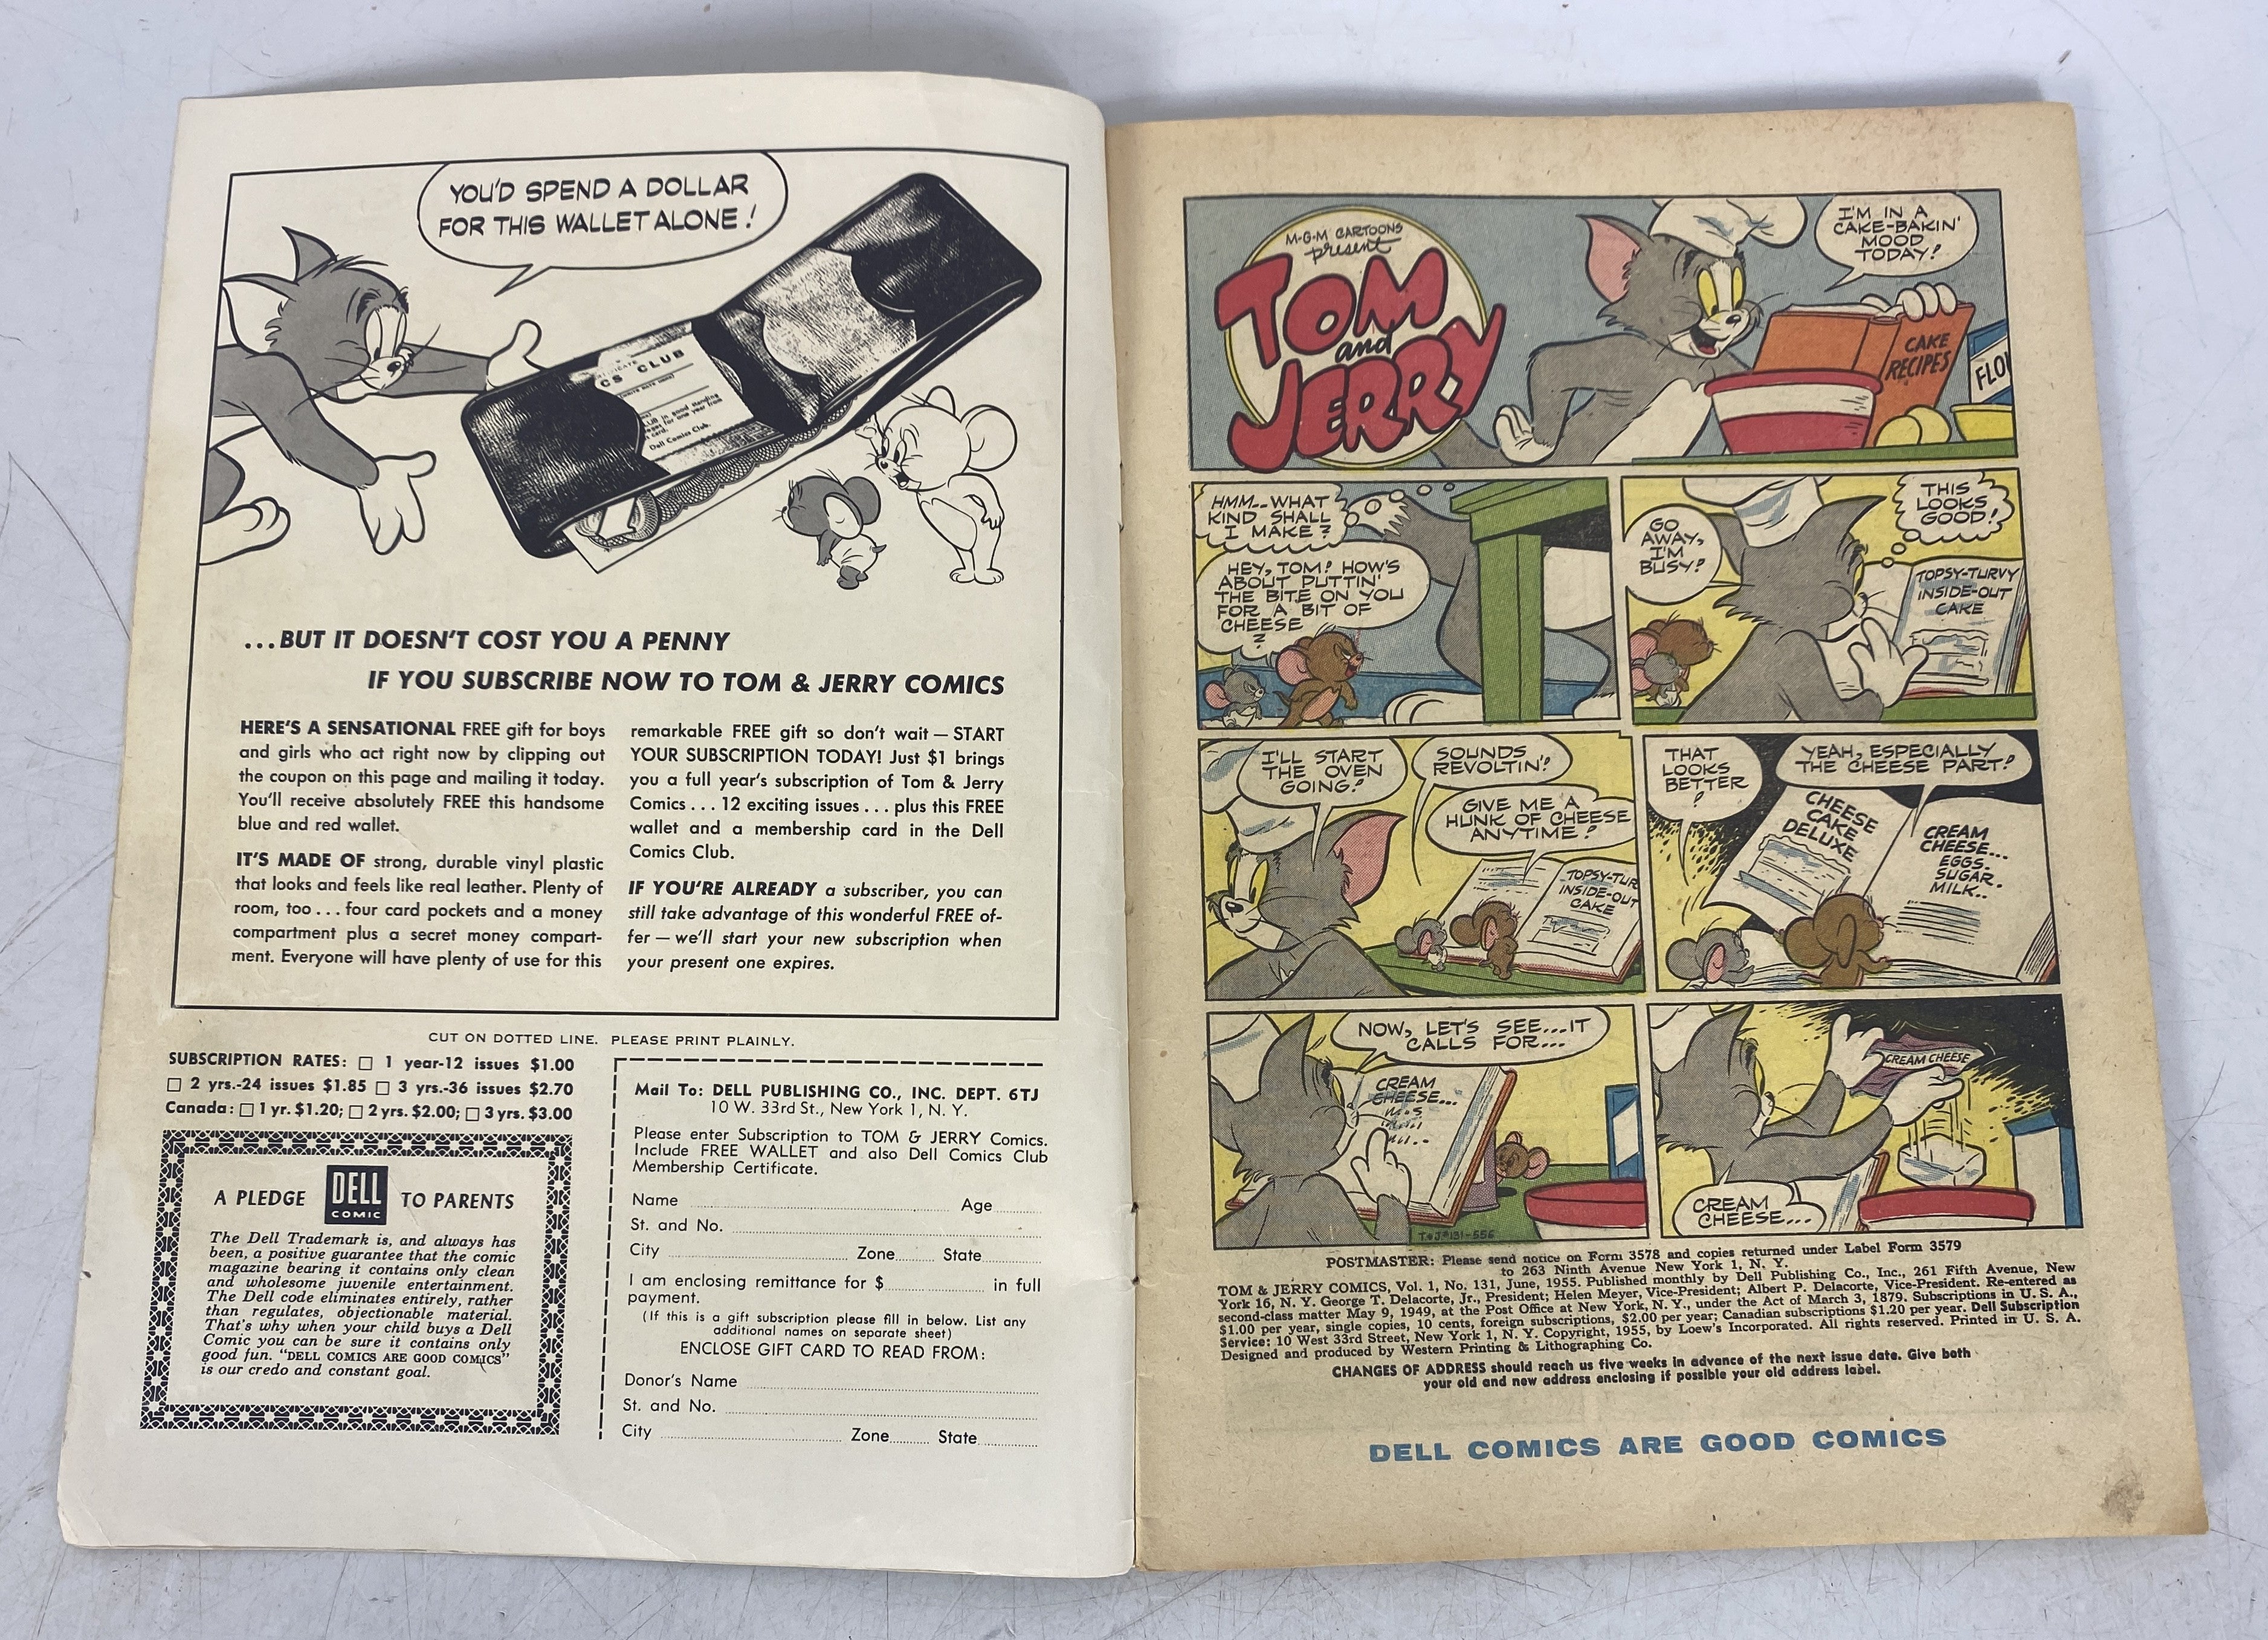 YOU'D SPEND A DOLLAR
FOR THIS WALLET ALONE!
CS CLUB
Dell Comics Club.
...BUT IT DOESN'T COST YOU A PENNY
IF YOU SUBSCRIBE NOW TO TOM & JERRY COMICS
HERE'S A SENSATIONAL FREE gift for boys
and girls who act right now by clipping out
the coupon on this page and mailing it today.
You'll receive absolutely FREE this handsome
blue and red wallet.
IT'S MADE OF strong, durable vinyl plastic
that looks and feels like real leather. Plenty of
room, too ... four card pockets and a money
compartment plus a secret money compart-
ment. Everyone will have plenty of use for this
remarkable FREE gift so don't wait — START
YOUR SUBSCRIPTION TODAY! Just $1 brings
you a full year's subscription of Tom & Jerry
Comics ... 12 exciting issues ... plus this FREE
wallet and a membership card in the Dell
Comics Club.
IF YOU'RE ALREADY a subscriber, you can
still take advantage of this wonderful FREE of-
fer — we'll start your new subscription when
your present one expires.
CUT ON DOTTED LINE. PLEASE PRINT PLAINLY.
SUBSCRIPTION RATES: ☐ 1 year-12 issues $1.00
☐ 2 yrs.-24 issues $1.85 ☐ 3 yrs.-36 issues $2.70
Canada: ☐ 1 yr. $1.20; ☐ 2 yrs. $2.00; ☐ 3 yrs. $3.00
A PLEDGE DELL COMIC TO PARENTS
The Dell Trademark is, and always has
been, a positive guarantee that the comic
magazine bearing it contains only clean
and wholesome juvenile entertainment.
The Dell code eliminates entirely, rather
than regulates, objectionable material.
That's why when your child buys a Dell
Comic you can be sure it contains only
good fun. "DELL COMICS ARE GOOD COMICS"
is our credo and constant goal.
Mail To: DELL PUBLISHING CO., INC. DEPT. 6TJ
10 W. 33rd St., New York 1, N. Y.
Please enter Subscription to TOM & JERRY Comics.
Include FREE WALLET and also Dell Comics Club
Membership Certificate.
Name Age
St. and No.
City Zone State
I am enclosing remittance for $ in full
payment.
(If this is a gift subscription please fill in below. List any
additional names on separate sheet)
ENCLOSE GIFT CARD TO READ FROM:
Donor's Name
St. and No.
City Zone State
M-G-M CARTOONS
present
TOM
and
JERRY
I'M IN A
CAKE-BAKIN'
MOOD
TODAY!
CAKE
RECIPES
FLO
HMM-- WHAT
KIND SHALL
I MAKE?
HEY, TOM! HOW'S
ABOUT PUTTIN'
THE BITE ON YOU
FOR A BIT OF
CHEESE
?
GO
AWAY,
I'M
BUSY!
THIS
LOOKS
GOOD!
TOPSY-TURVY
INSIDE-OUT
CAKE
I'LL START
THE OVEN
GOING!
SOUNDS
REVOLTIN'!
GIVE ME A
HUNK OF CHEESE
ANYTIME!
TOPSY-TUR
INSIDE-OUT
CAKE
THAT
LOOKS
BETTER
!
YEAH, ESPECIALLY
THE CHEESE PART!
CHEESE
CAKE
DELUXE
CREAM
CHEESE...
EGGS.
SUGAR.
MILK..
NOW, LET'S SEE....IT
CALLS FOR...
CREAM
CHEESE...
T&J#131-556
CREAM CHEESE
CREAM
CHEESE...
POSTMASTER: Please send notice on Form 3578 and copies returned under Label Form 3579
to 263 Ninth Avenue New York 1, N. Y.
TOM & JERRY COMICS, Vol. 1, No. 131, June, 1955. Published monthly by Dell Publishing Co., Inc., 261 Fifth Avenue, New
York 16, N. Y. George T. Delacorte, Jr., President; Helen Meyer, Vice-President; Albert P. Delacorte, Vice-President. Re-entered as
second-class matter May 9, 1949, at the Post Office at New York, N. Y., under the Act of March 3, 1879. Subscriptions in U. S. A.,
$1.00 per year, single copies, 10 cents, foreign subscriptions, $2.00 per year; Canadian subscriptions $1.20 per year. Dell Subscription
Service: 10 West 33rd Street, New York 1, N. Y. Copyright, 1955, by Loew's Incorporated. All rights reserved. Printed in U. S. A.
Designed and produced by Western Printing & Lithographing Co.
CHANGES OF ADDRESS should reach us five weeks in advance of the next issue date. Give both
your old and new address enclosing if possible your old address label.
DELL COMICS ARE GOOD COMICS